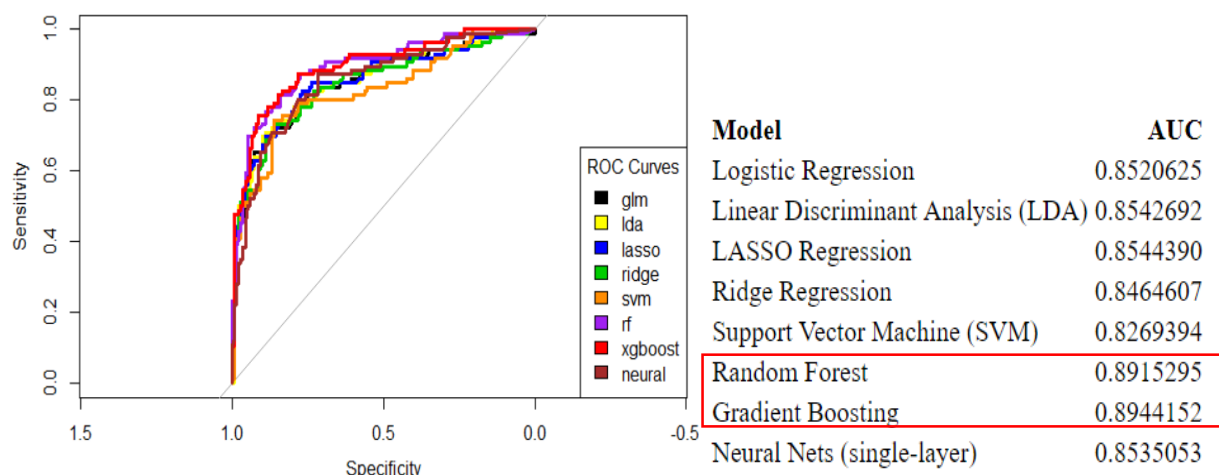 1.0
0.8
0.6
0.4
0.2
0.0
Sensitivity
ROC Curves
glm
lda
lasso
ridge
svm
rf
xgboost
neural
1.5 1.0 0.5 0.0 -0.5
Specificity
Model AUC
Logistic Regression 0.8520625
Linear Discriminant Analysis (LDA) 0.8542692
LASSO Regression 0.8544390
Ridge Regression 0.8464607
Support Vector Machine (SVM) 0.8269394
Random Forest 0.8915295
Gradient Boosting 0.8944152
Neural Nets (single-layer) 0.8535053